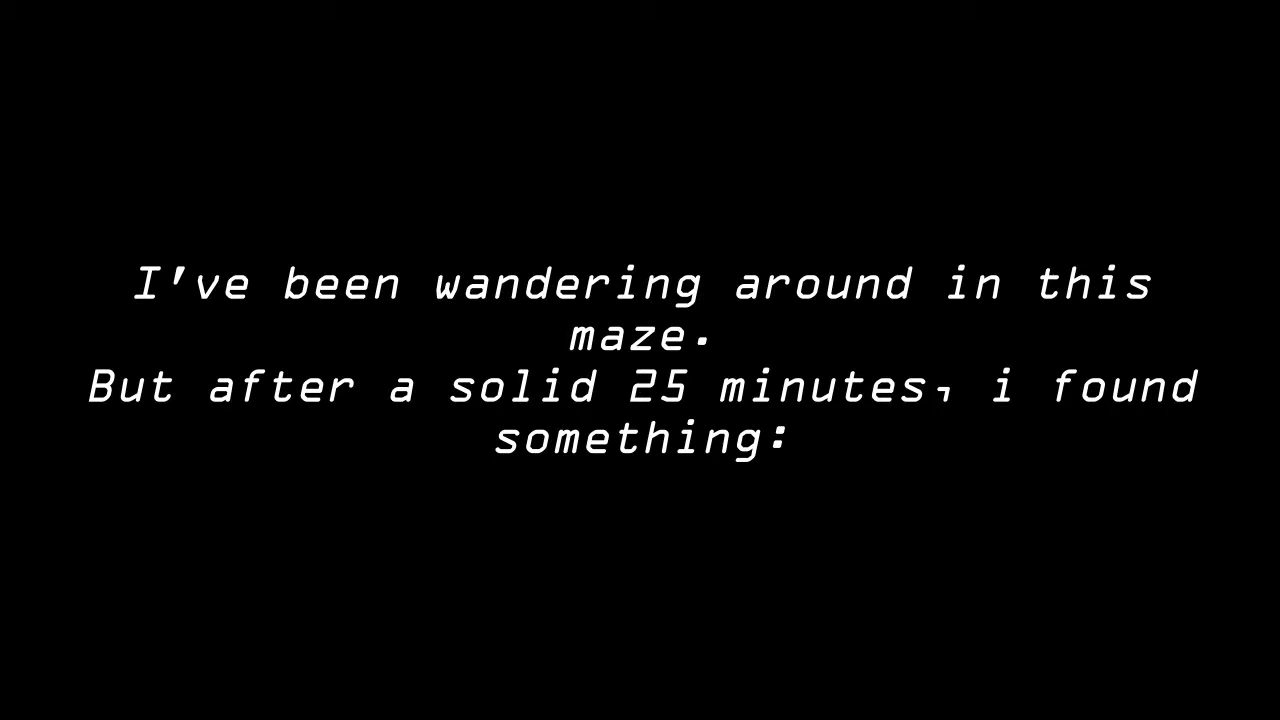 I've been wandering around in this
maze.
But after a solid 25 minutes, i found
something: